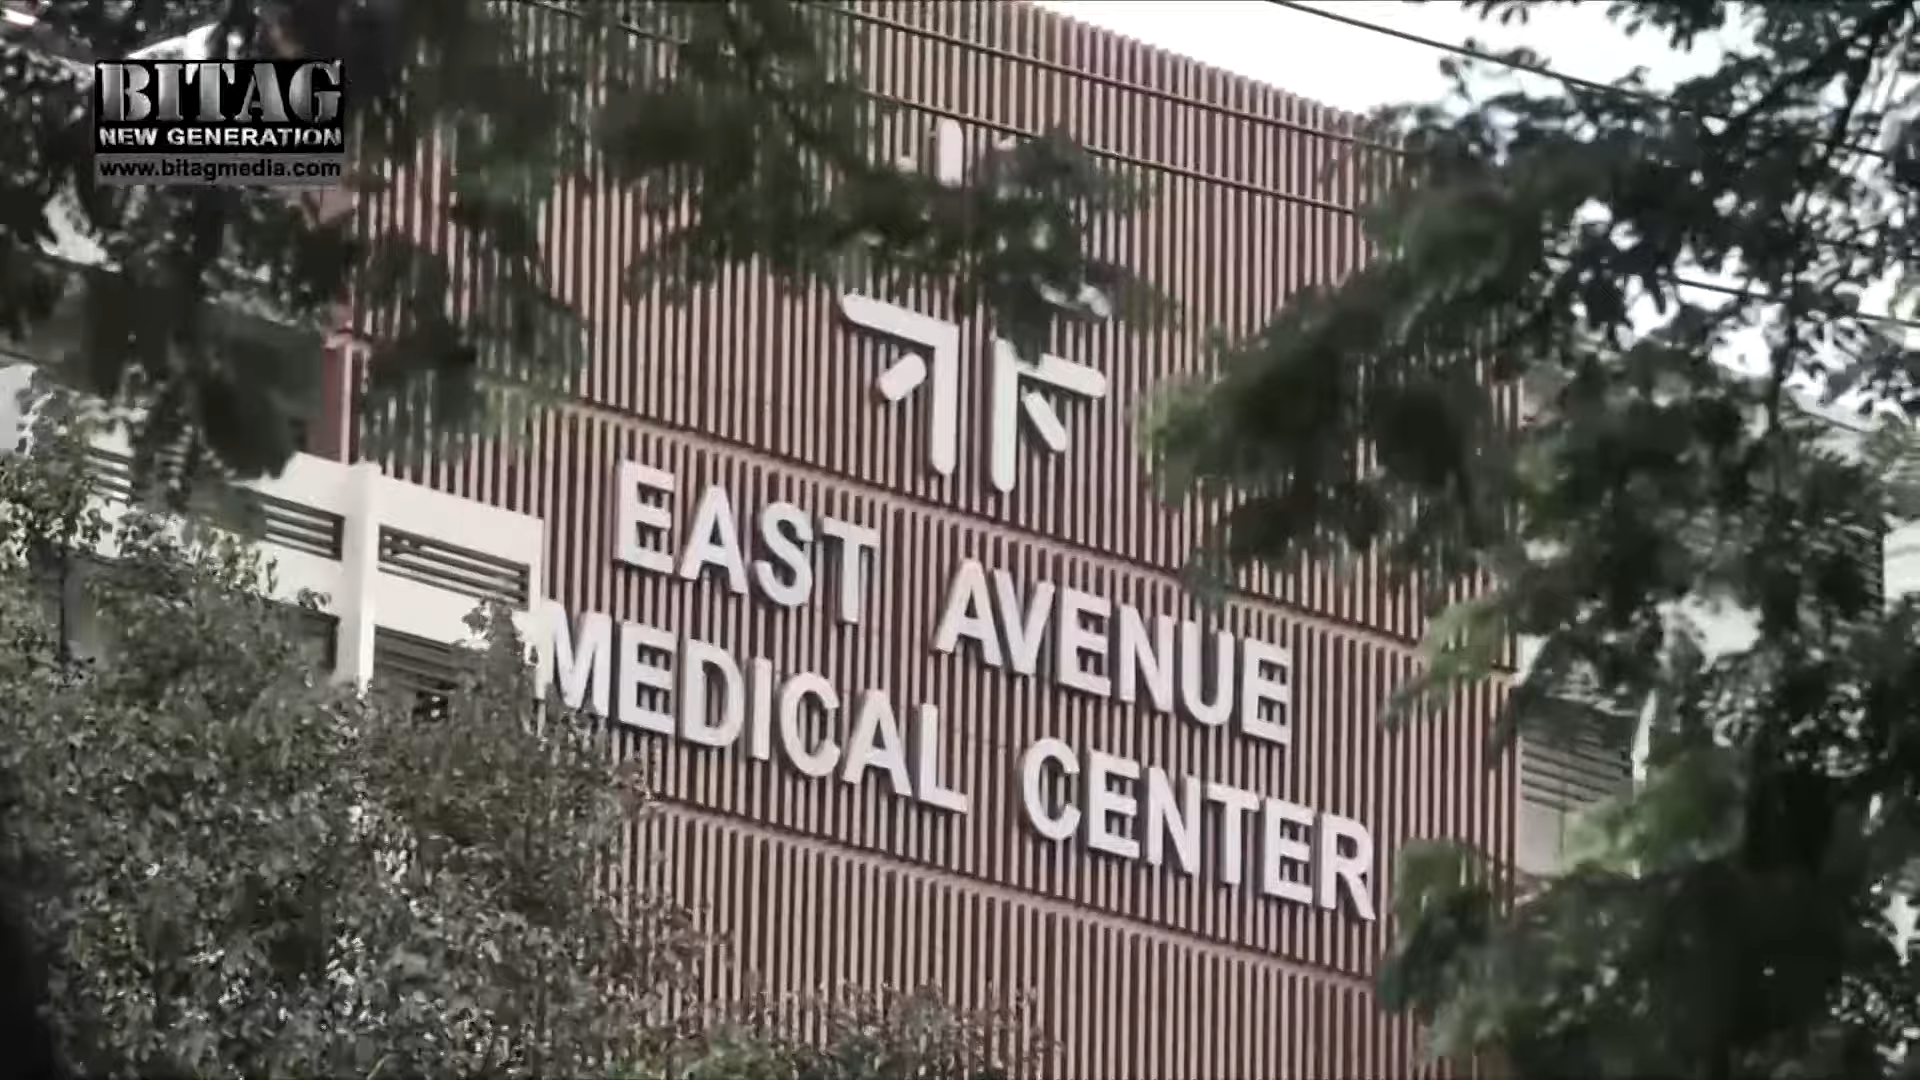 BITAG
NEW GENERATION
www.bitagmedia.com
EAST AVENUE
MEDICAL CENTER